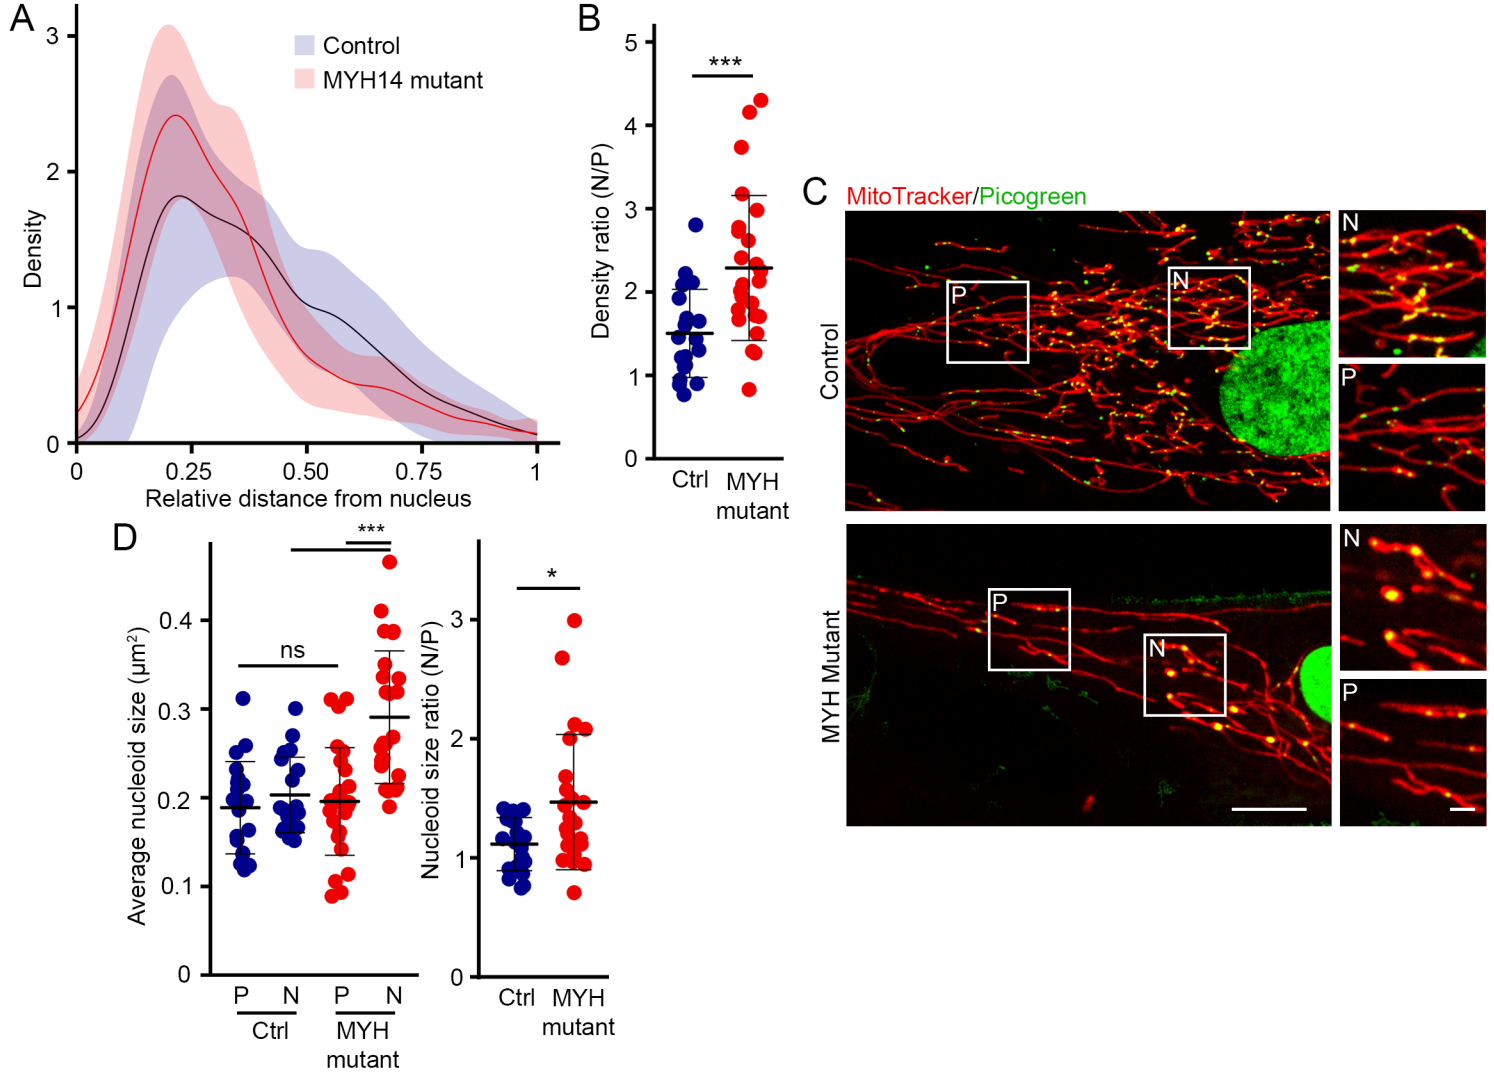 A
3
2
1
0
Density
0
0.25
0.50
0.75
1
Relative distance from nucleus
Control
MYH14 mutant
B
5
4
3
2
1
0
Density ratio (N/P)
***
Ctrl
MYH
mutant
C
MitoTracker/Picogreen
Control
P
N
N
P
MYH Mutant
P
N
N
P
D
0.4
0.3
0.2
0.1
0
Average nucleoid size (µm²)
ns
***
P
N
P
N
Ctrl
MYH
mutant
3
2
1
0
Nucleoid size ratio (N/P)
*
Ctrl
MYH
mutant